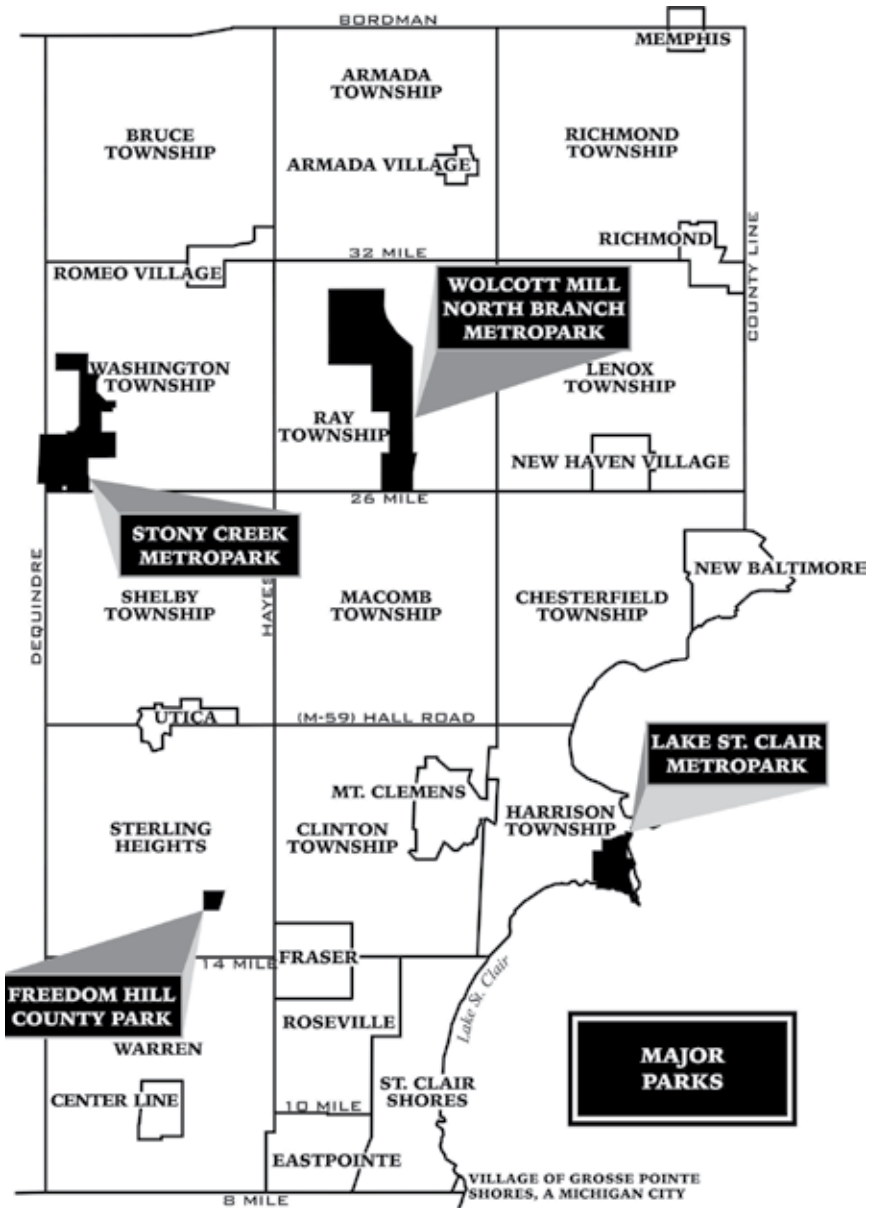 BORDMAN
MEMPHIS
ARMADA
TOWNSHIP
BRUCE
TOWNSHIP
RICHMOND
TOWNSHIP
ARMADA VILLAGE
RICHMOND
32 MILE
COUNTY LINE
ROMEO VILLAGE
WOLCOTT MILL
NORTH BRANCH
METROPARK
WASHINGTON
TOWNSHIP
LENOX
TOWNSHIP
RAY
TOWNSHIP
NEW HAVEN VILLAGE
26 MILE
STONY CREEK
METROPARK
NEW BALTIMORE
DEQUINDRE
HAYES
SHELBY
TOWNSHIP
MACOMB
TOWNSHIP
CHESTERFIELD
TOWNSHIP
UTICA
(M-59) HALL ROAD
LAKE ST. CLAIR
METROPARK
MT. CLEMENS
HARRISON
TOWNSHIP
STERLING
HEIGHTS
CLINTON
TOWNSHIP
14 MILE
FRASER
Lake St. Clair
FREEDOM HILL
COUNTY PARK
ROSEVILLE
WARREN
MAJOR
PARKS
CENTER LINE
10 MILE
ST. CLAIR
SHORES
EASTPOINTE
VILLAGE OF GROSSE POINTE
SHORES, A MICHIGAN CITY
8 MILE